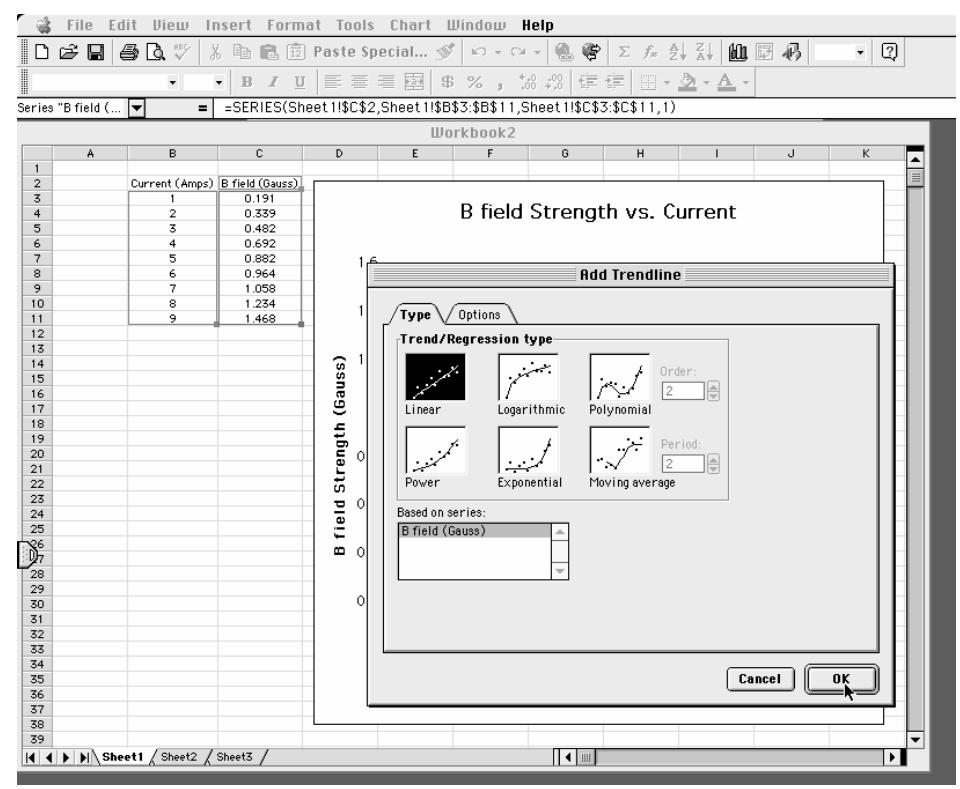 File Edit View Insert Format Tools Chart Window Help
Paste Special...
B I U $ % ,
Series "B field (... = =SERIES(Sheet1!$C$2,Sheet1!$B$3:$B$11,Sheet1!$C$3:$C$11,1)
Workbook2
A B C D E F G H I J K
1
2 Current (Amps) B field (Gauss)
3 1 0.191
4 2 0.339
5 3 0.482
6 4 0.692
7 5 0.882
8 6 0.964
9 7 1.058
10 8 1.234
11 9 1.468
12
13
14
15
16
17
18
19
20
21
22
23
24
25
26
27
28
29
30
31
32
33
34
35
36
37
38
39
B field Strength vs. Current
B field Strength (Gauss)
1.6
1
1
0
0
0
0
Add Trendline
Type Options
Trend/Regression type
Linear Logarithmic Polynomial
Order:
2
Power Exponential Moving average
Period:
2
Based on series:
B field (Gauss)
Cancel OK
Sheet1 Sheet2 Sheet3